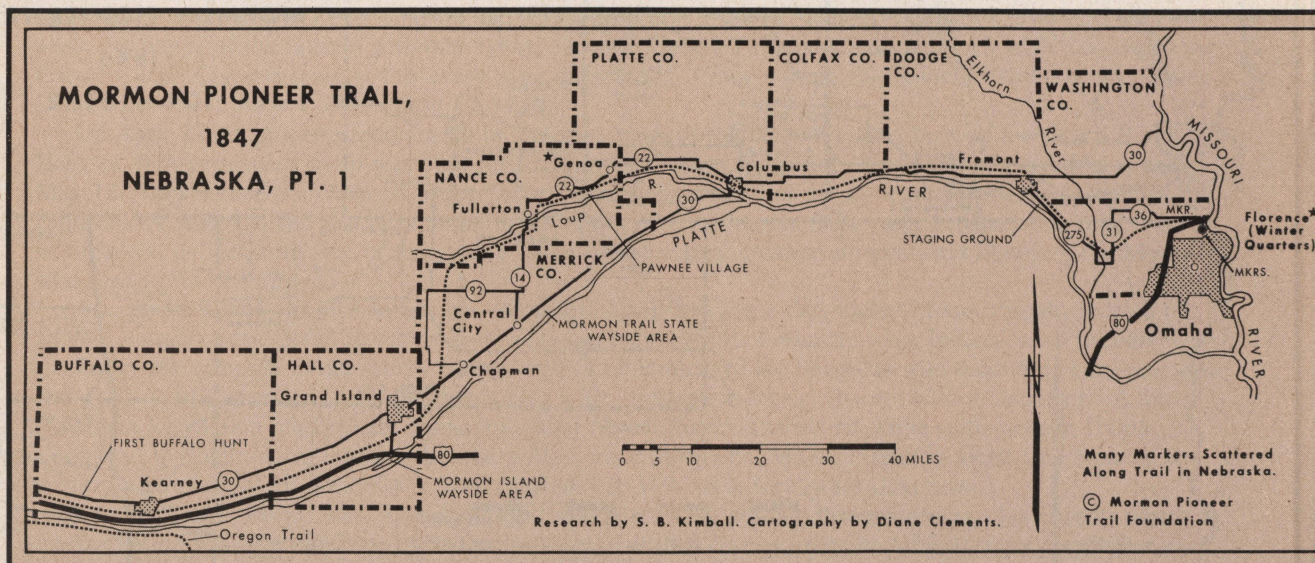 MORMON PIONEER TRAIL,
1847
NEBRASKA, PT. 1
PLATTE CO.
COLFAX CO.
DODGE
CO.
Elkhorn
River
WASHINGTON
CO.
MISSOURI
RIVER
30
NANCE CO.
Genoa
22
22
Columbus
Fremont
Fullerton
Loup
R.
30
RIVER
PLATTE
STAGING GROUND
275
31
36
MKR.
Florence
(Winter
Quarters)
MKRS.
MERRICK
CO.
PAWNEE VILLAGE
14
92
Central
City
MORMON TRAIL STATE
WAYSIDE AREA
80
Omaha
BUFFALO CO.
HALL CO.
Chapman
Grand Island
FIRST BUFFALO HUNT
Kearney
30
80
MORMON ISLAND
WAYSIDE AREA
Oregon Trail
N
0 5 10 20 30 40 MILES
Many Markers Scattered
Along Trail in Nebraska.
© Mormon Pioneer
Trail Foundation
Research by S. B. Kimball. Cartography by Diane Clements.